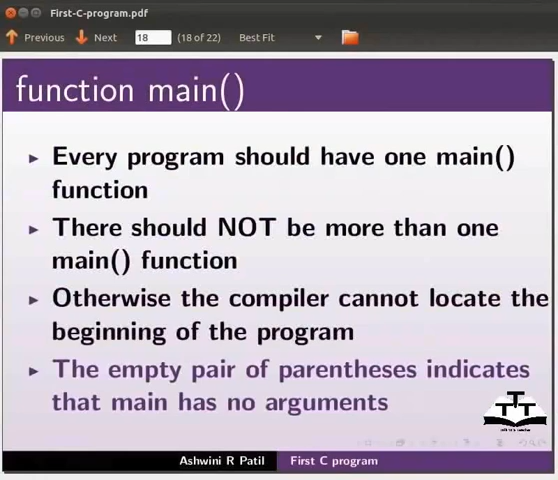 First-C-program.pdf
Previous Next 18 (18 of 22) Best Fit
function main()
Every program should have one main()
function
There should NOT be more than one
main() function
Otherwise the compiler cannot locate the
beginning of the program
The empty pair of parentheses indicates
that main has no arguments
TTT
Ashwini R Patil First C program